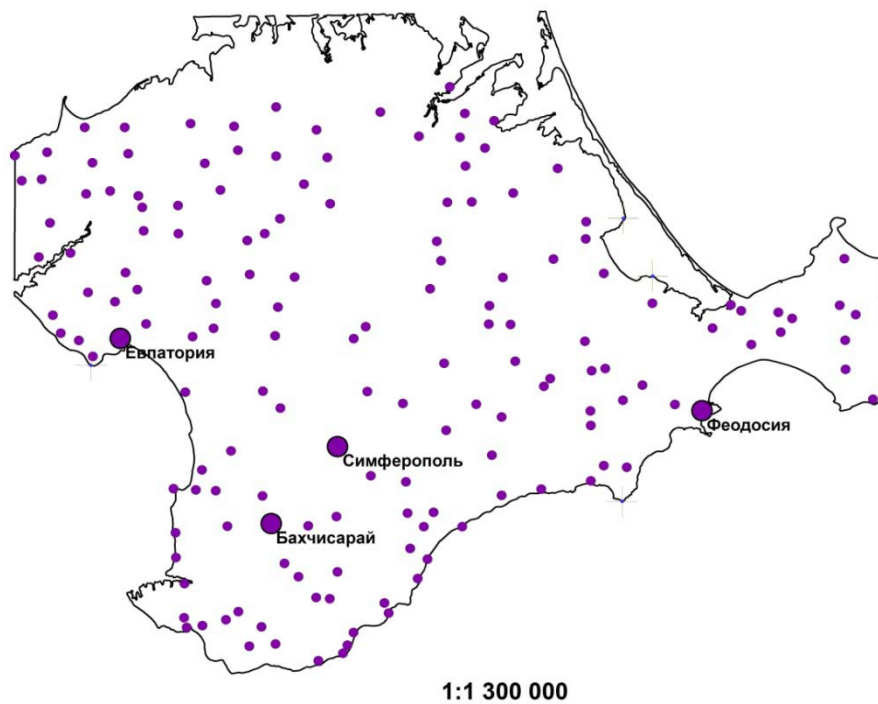 Евпатория
Феодосия
Симферополь
Бахчисарай
1:1 300 000